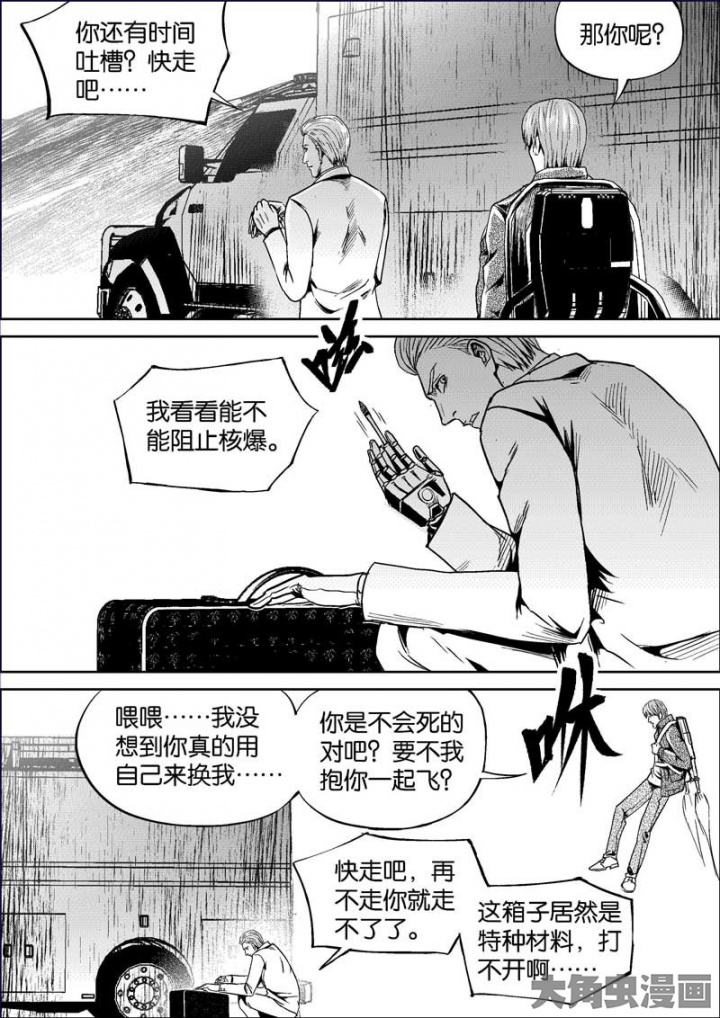 你还有时间
吐槽？快走
吧……
那你呢？
我看看能不
能阻止核爆。
喂喂……我没
想到你真的用
自己来换我……
你是不会死的
对吧？要不我
抱你一起飞？
快走吧，再
不走你就走
不了了。
这箱子居然是
特种材料，打
不开啊……
咻
大角虫漫画